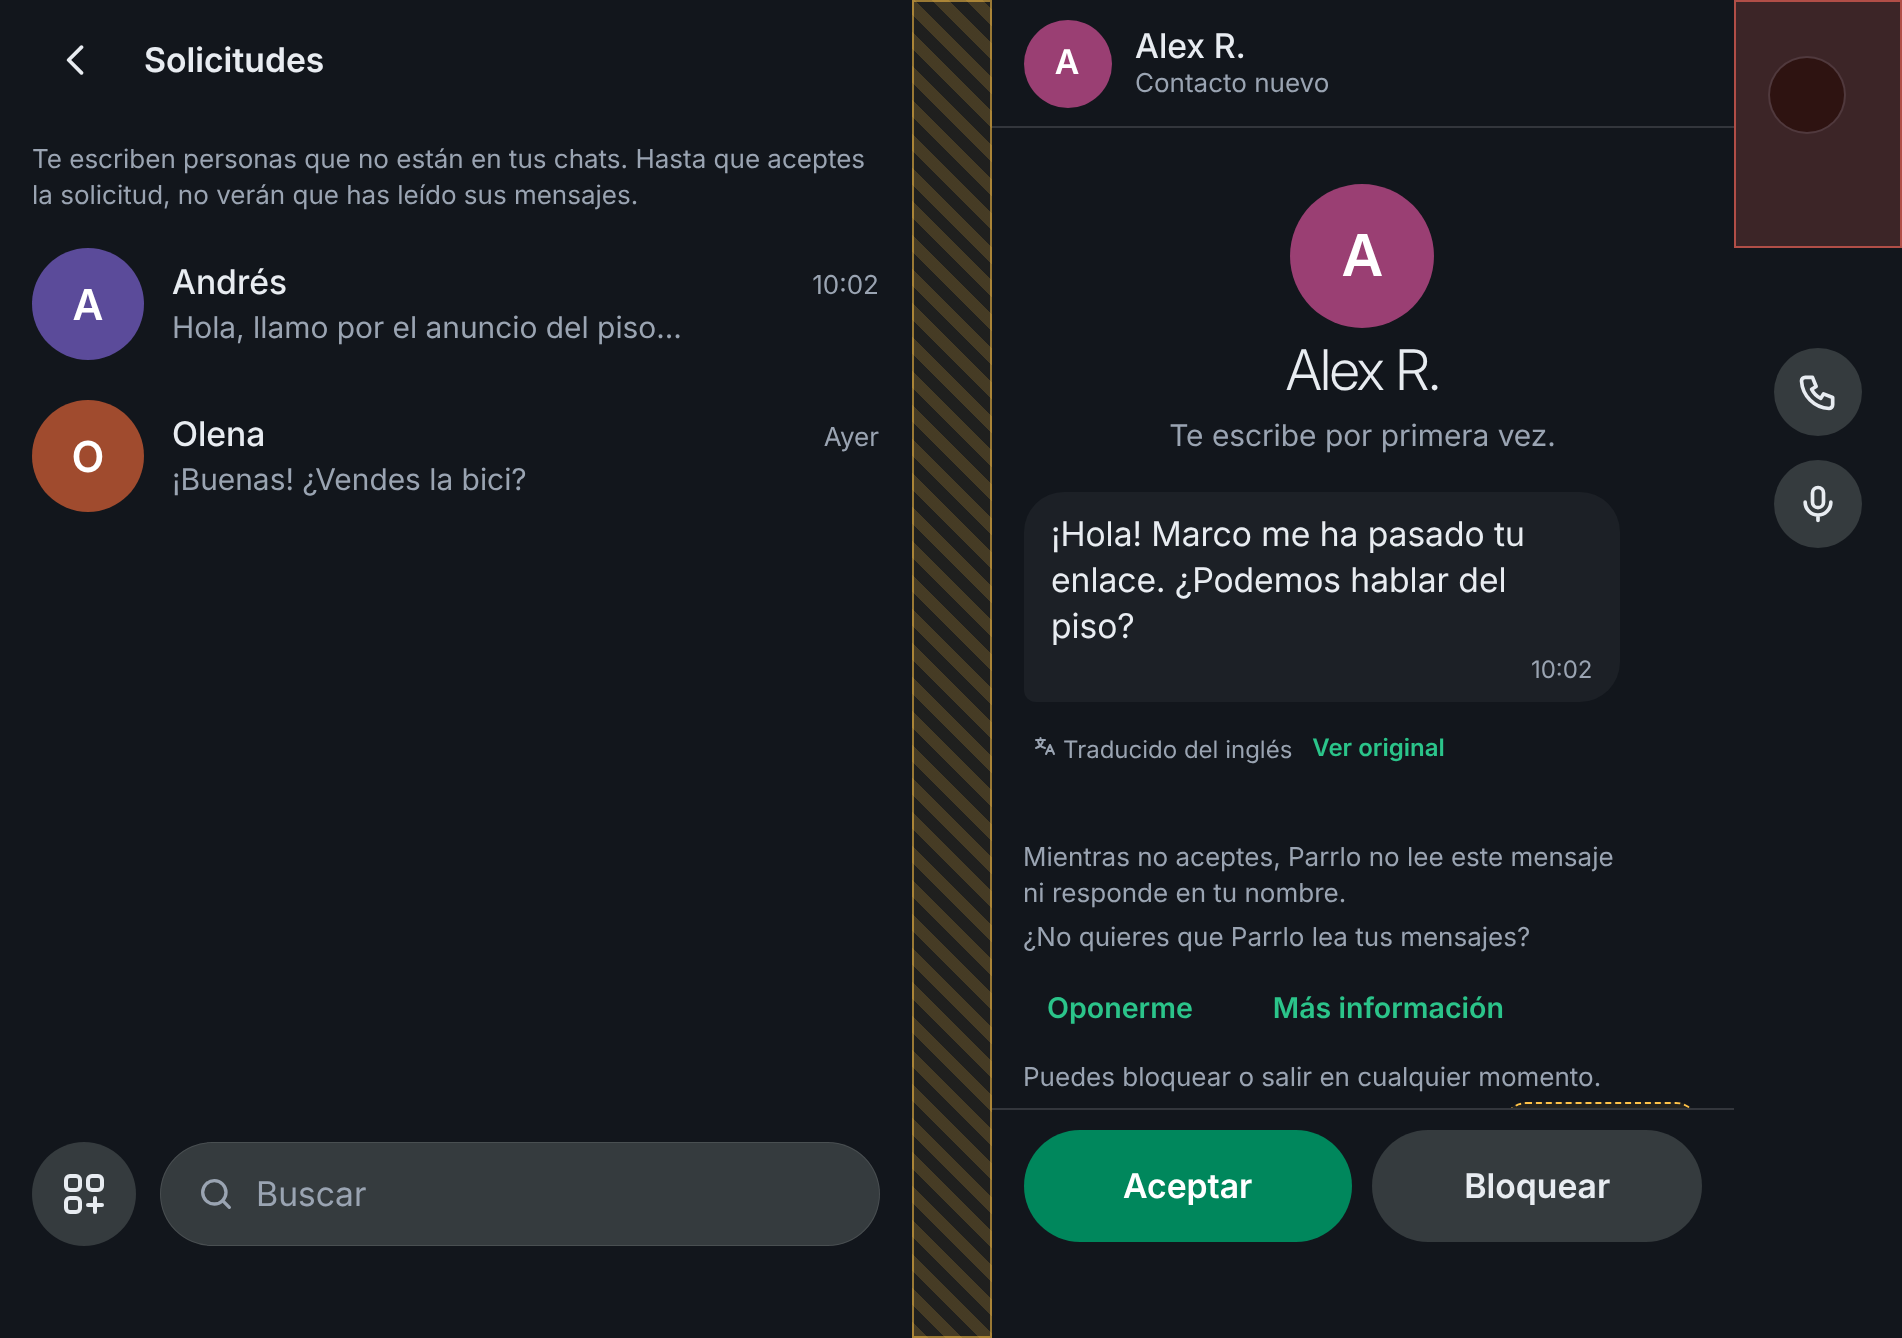 Solicitudes
Te escriben personas que no están en tus chats. Hasta que aceptes
la solicitud, no verán que has leído sus mensajes.
A
Andrés
10:02
Hola, llamo por el anuncio del piso...
O
Olena
Ayer
¡Buenas! ¿Vendes la bici?
Buscar
A
Alex R.
Contacto nuevo
A
Alex R.
Te escribe por primera vez.
¡Hola! Marco me ha pasado tu
enlace. ¿Podemos hablar del
piso?
10:02
Traducido del inglés Ver original
Mientras no aceptes, Parrlo no lee este mensaje
ni responde en tu nombre.
¿No quieres que Parrlo lea tus mensajes?
Oponerme Más información
Puedes bloquear o salir en cualquier momento.
Aceptar Bloquear